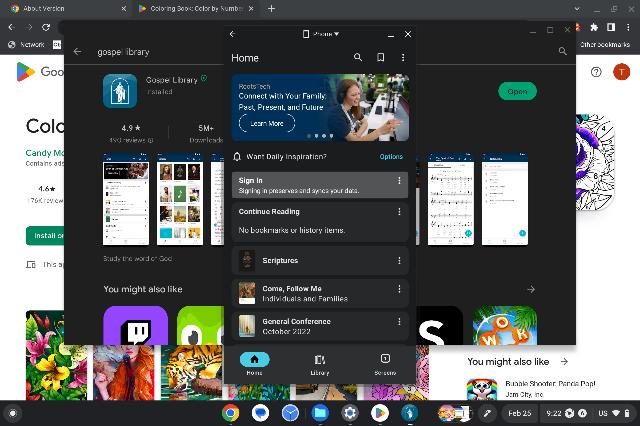 About Version
Coloring Book: Color by Number
Network
Other bookmarks
gospel library
Gospel Library
Installed
Open
4.9 ★
490 reviews
5M+
Downloads
Study the word of God
You might also like
Phone
Home
RootsTech
Connect with Your Family:
Past, Present, and Future
Learn More
Want Daily Inspiration?
Options
Sign In
Signing in preserves and syncs your data.
Continue Reading
No bookmarks or history items.
Scriptures
Come, Follow Me
Individuals and Families
General Conference
October 2022
Home
Library
Screens
Goo
T
Colo
Candy Mo
Contains ads
4.6★
176K review
Install on
This ap
WORK
You might also like
Bubble Shooter: Panda Pop!
Jam City, Inc.
Feb 25
9:22
US